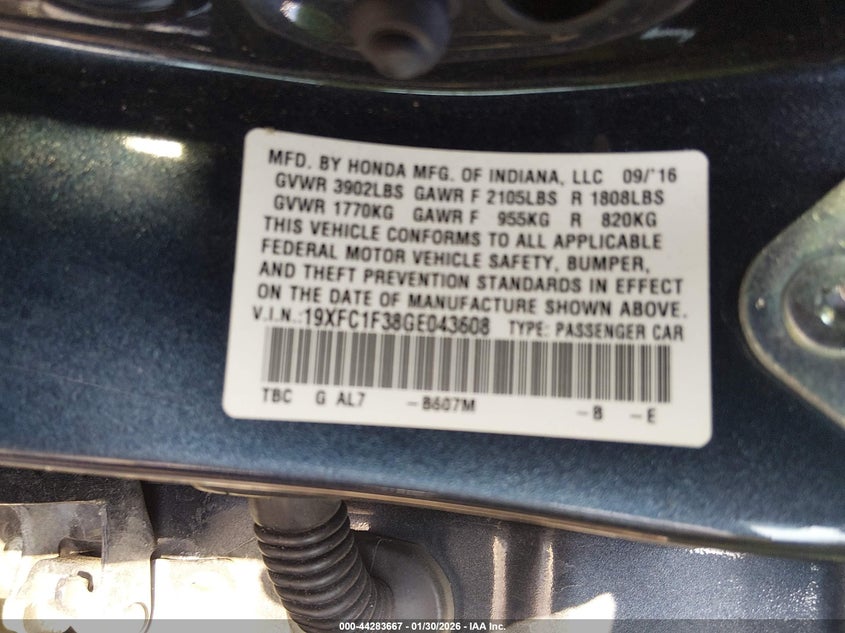 MFD. BY HONDA MFG. OF INDIANA, LLC 09/'16
GVWR 3902LBS GAWR F 2105LBS R 1808LBS
GVWR 1770KG GAWR F 955KG R 820KG
THIS VEHICLE CONFORMS TO ALL APPLICABLE
FEDERAL MOTOR VEHICLE SAFETY, BUMPER,
AND THEFT PREVENTION STANDARDS IN EFFECT
ON THE DATE OF MANUFACTURE SHOWN ABOVE.
V.I.N.:19XFC1F38GE043608 TYPE: PASSENGER CAR
TBC G AL7 -B607M -B -E
000-44283667 - 01/30/2026 - IAA Inc.